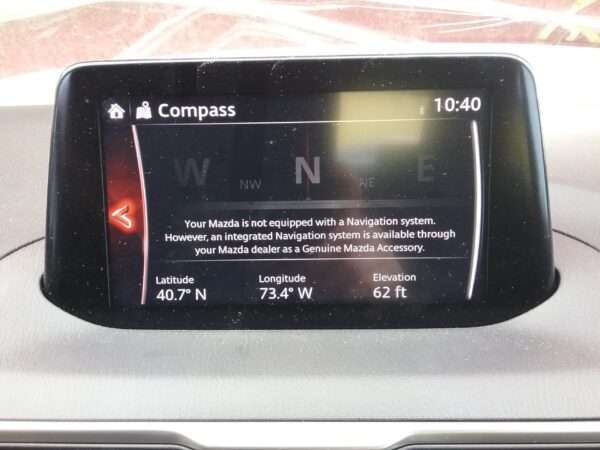 Compass
10:40
W NW N NE E
Your Mazda is not equipped with a Navigation system.
However, an integrated Navigation system is available through
your Mazda dealer as a Genuine Mazda Accessory.
Latitude Longitude Elevation
40.7° N 73.4° W 62 ft